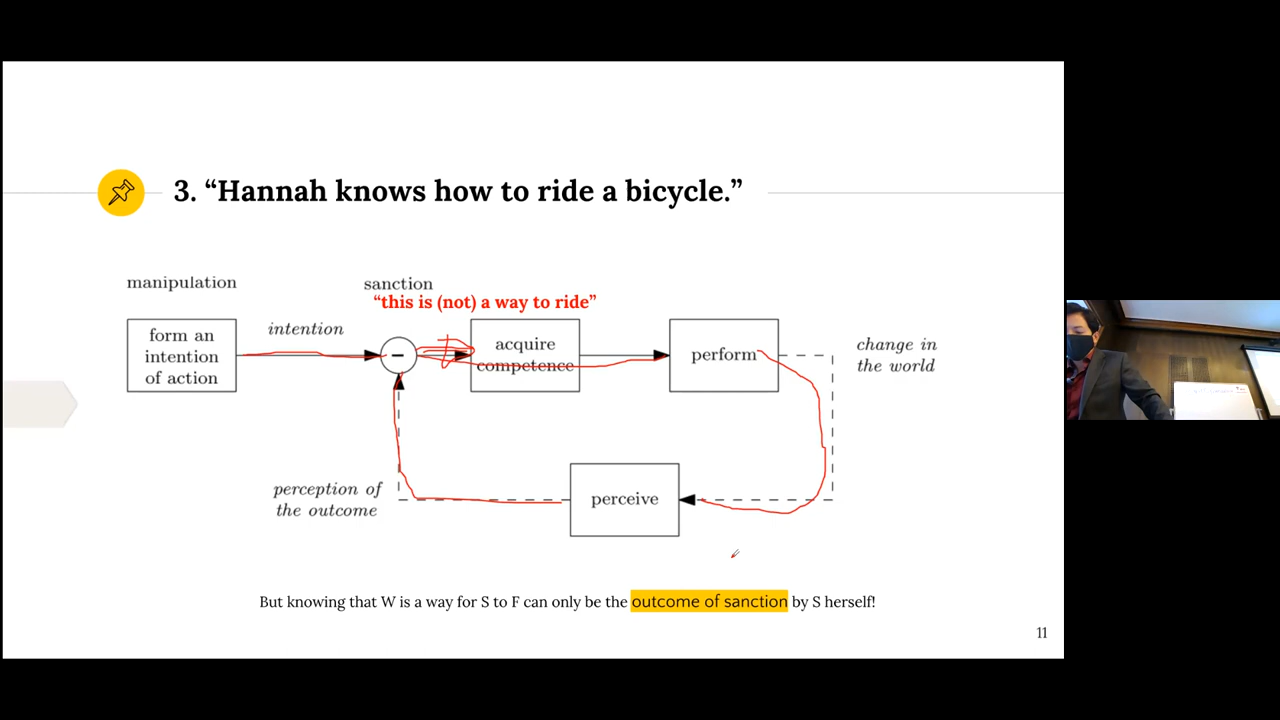 3. “Hannah knows how to ride a bicycle.”
manipulation
sanction
“this is (not) a way to ride”
form an
intention
of action
intention
−
acquire
competence
perform
change in
the world
perception of
the outcome
perceive
But knowing that W is a way for S to F can only be the outcome of sanction by S herself!
11